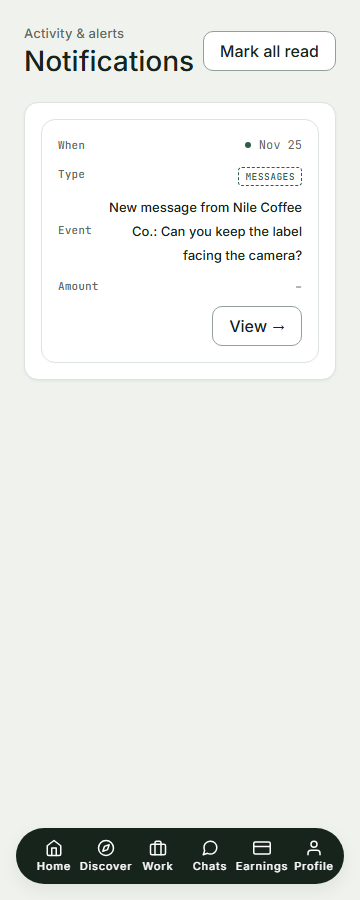 Activity & alerts
Notifications
Mark all read
When
Nov 25
Type
MESSAGES
Event
New message from Nile Coffee
Co.: Can you keep the label
facing the camera?
Amount
–
View →
Home
Discover
Work
Chats
Earnings
Profile